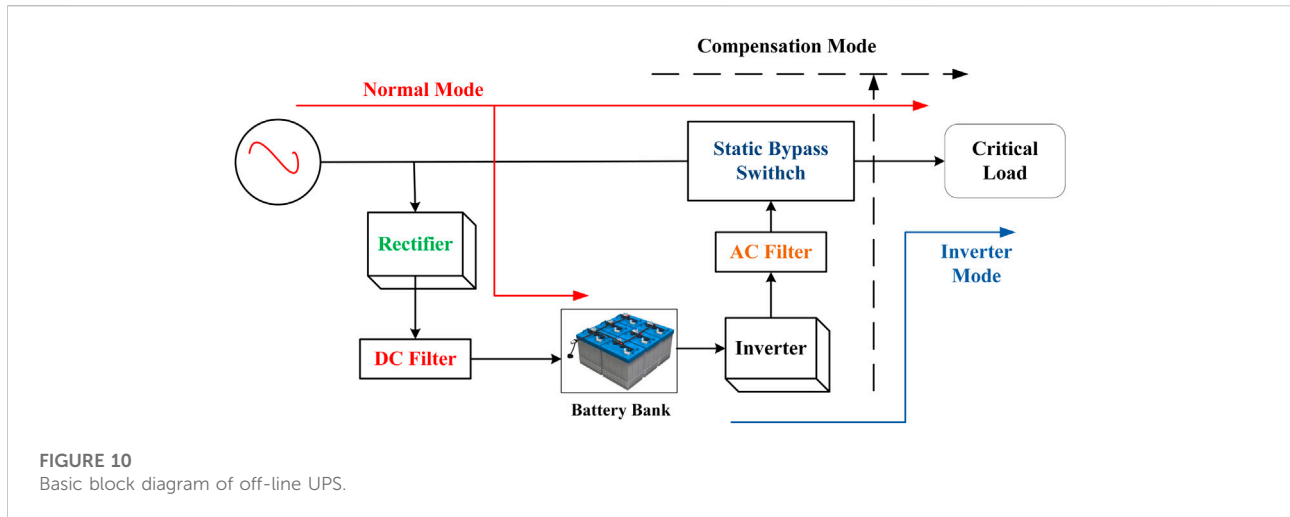 Compensation Mode
Normal Mode
Static Bypass
Swithch
Critical
Load
Rectifier
AC Filter
Inverter
Mode
DC Filter
Inverter
Battery Bank
FIGURE 10
Basic block diagram of off-line UPS.